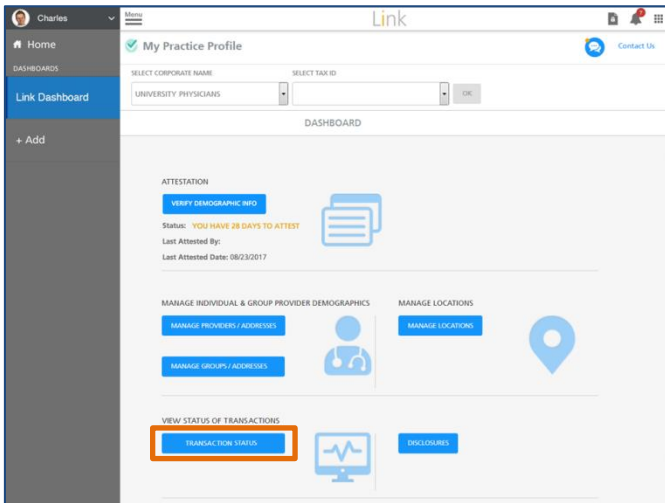 Charles
Menu
Link
Home
My Practice Profile
Contact Us
DASHBOARDS
SELECT CORPORATE NAME
SELECT TAX ID
Link Dashboard
UNIVERSITY PHYSICIANS
OK
DASHBOARD
+ Add
ATTESTATION
VERIFY DEMOGRAPHIC INFO
Status: YOU HAVE 28 DAYS TO ATTEST
Last Attested By:
Last Attested Date: 08/23/2017
MANAGE INDIVIDUAL & GROUP PROVIDER DEMOGRAPHICS
MANAGE LOCATIONS
MANAGE PROVIDERS / ADDRESSES
MANAGE LOCATIONS
MANAGE GROUPS / ADDRESSES
VIEW STATUS OF TRANSACTIONS
TRANSACTION STATUS
DISCLOSURES